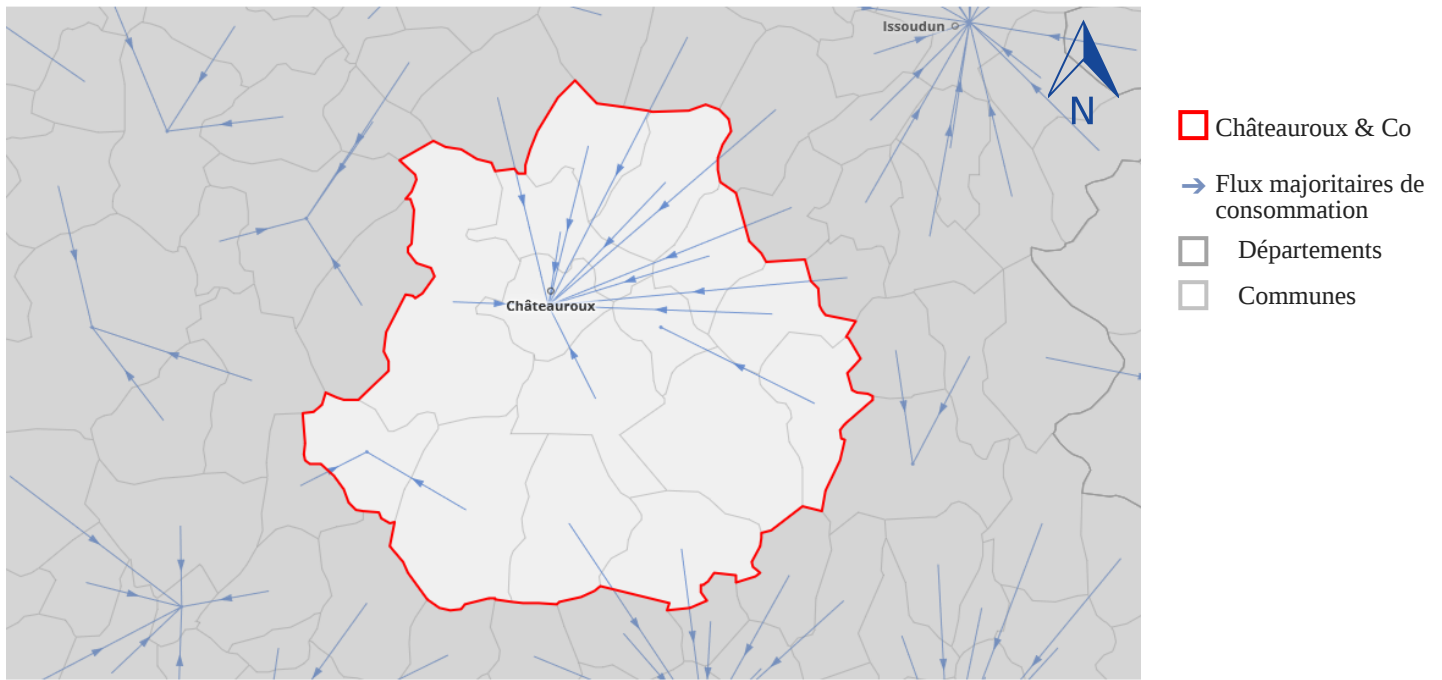 Issoudun
N
Châteauroux
Châteauroux & Co
Flux majoritaires de
consommation
Départements
Communes